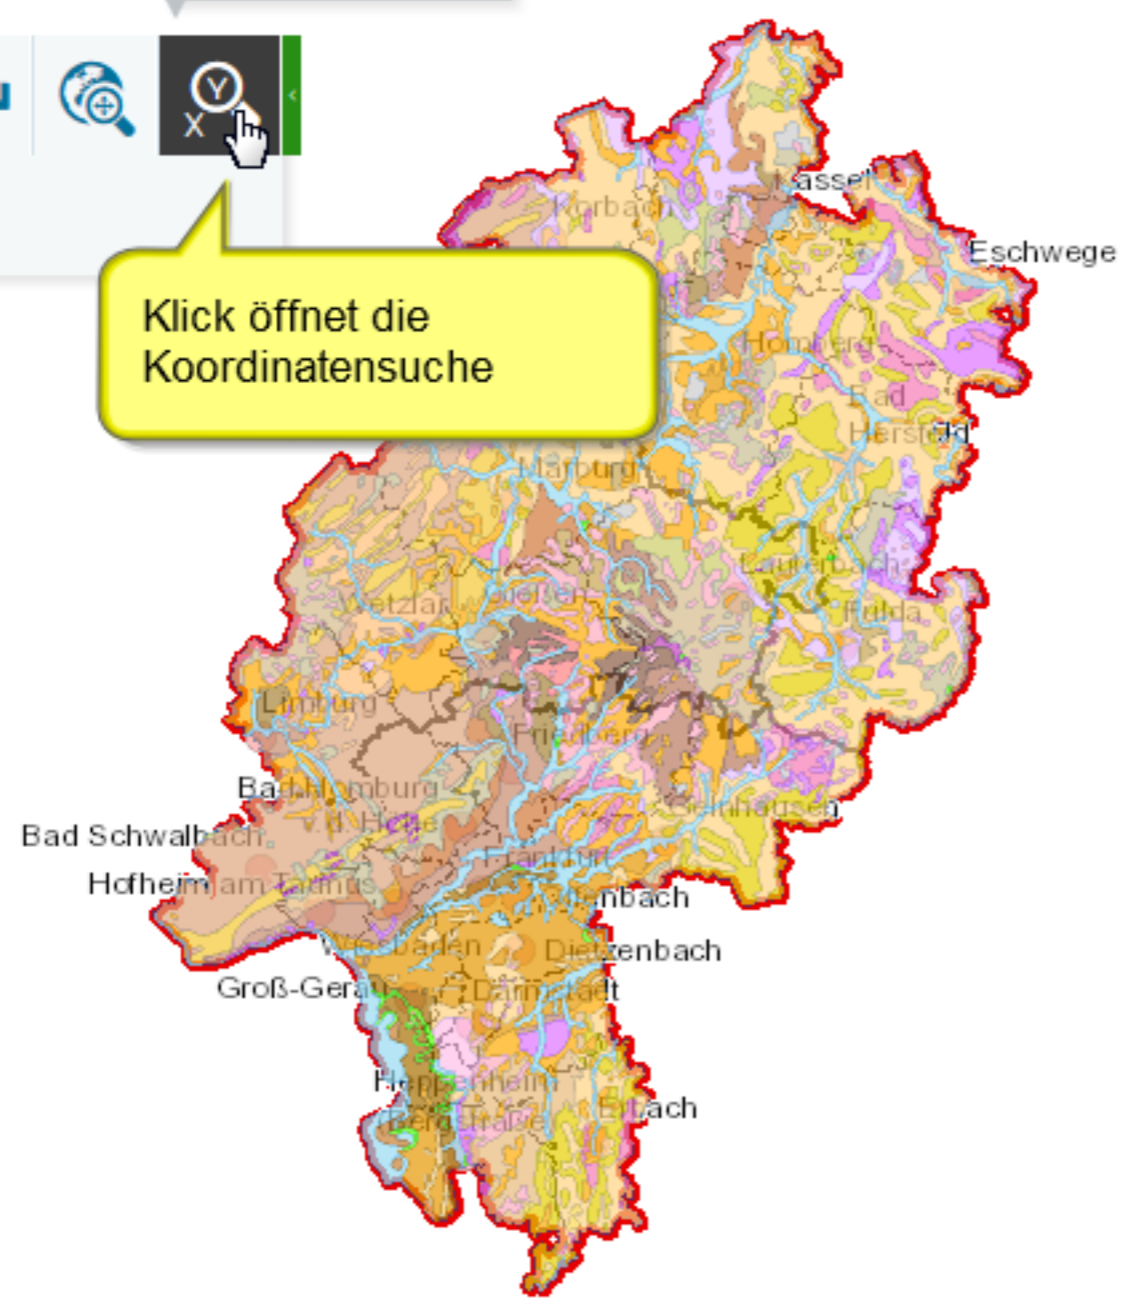 Y
X
Klick öffnet die
Koordinatensuche
Kassel
Korbach
Eschwege
Homberg
Bad
Hersfeld
Marburg
Lauterbach
Wetzlar
Gießen
Fulda
Limburg
Friedberg
Bad Homburg
v.d. Höhe
Gelnhausen
Bad Schwalbach
Frankfurt
Hofheim am Taunus
Offenbach
Wiesbaden
Dietzenbach
Groß-Gerau
Darmstadt
Heppenheim
(Bergstraße)
Erbach